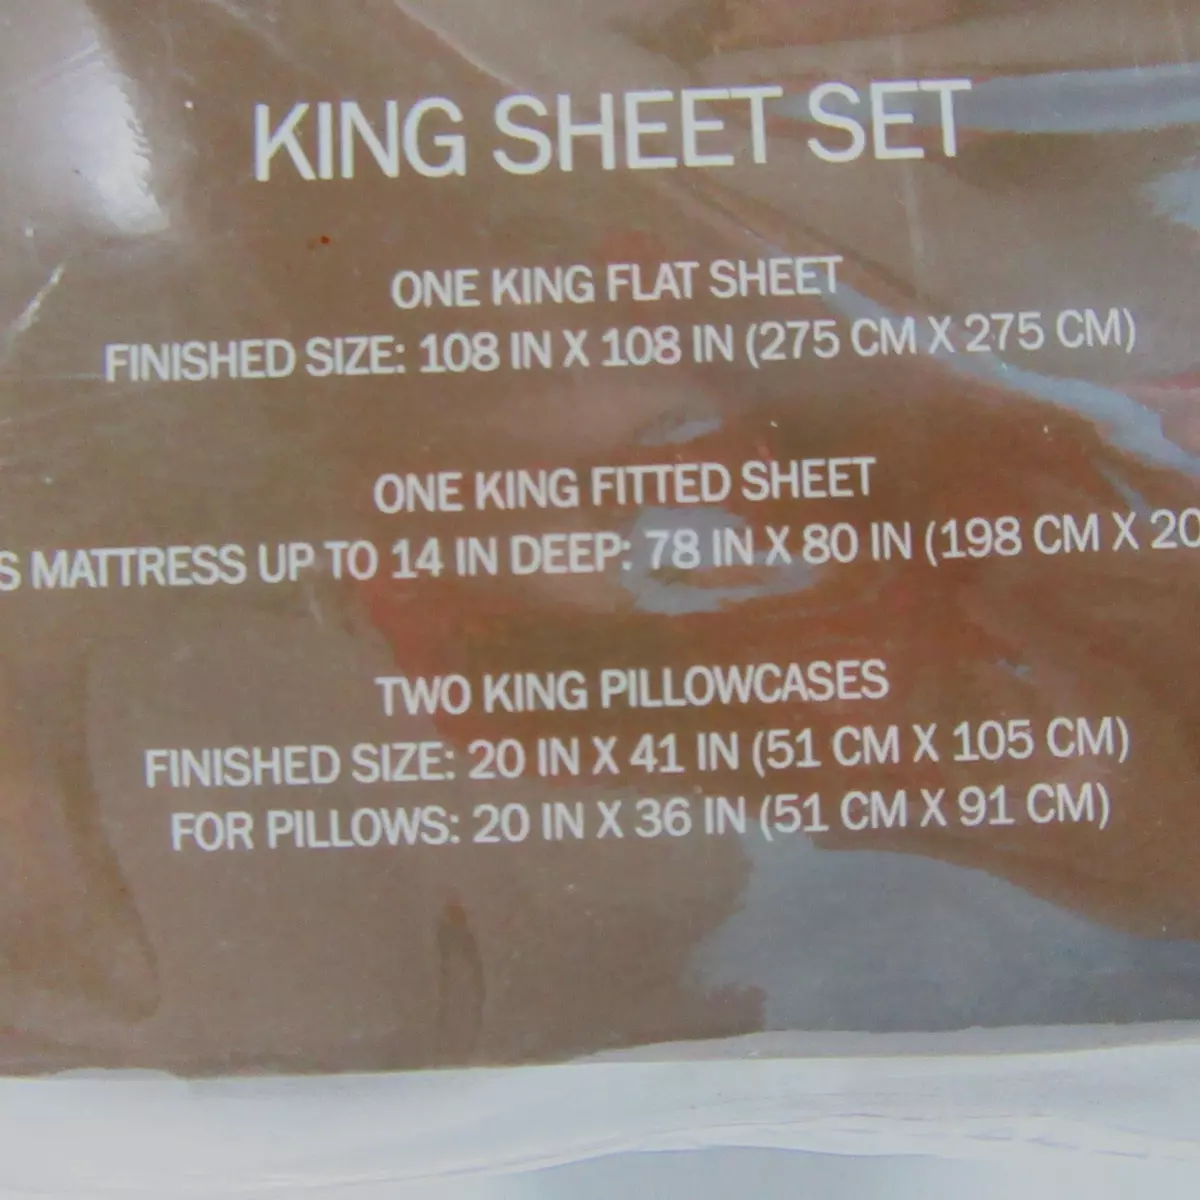 KING SHEET SET
ONE KING FLAT SHEET
FINISHED SIZE: 108 IN X 108 IN (275 CM X 275 CM)
ONE KING FITTED SHEET
S MATTRESS UP TO 14 IN DEEP: 78 IN X 80 IN (198 CM X 20
TWO KING PILLOWCASES
FINISHED SIZE: 20 IN X 41 IN (51 CM X 105 CM)
FOR PILLOWS: 20 IN X 36 IN (51 CM X 91 CM)